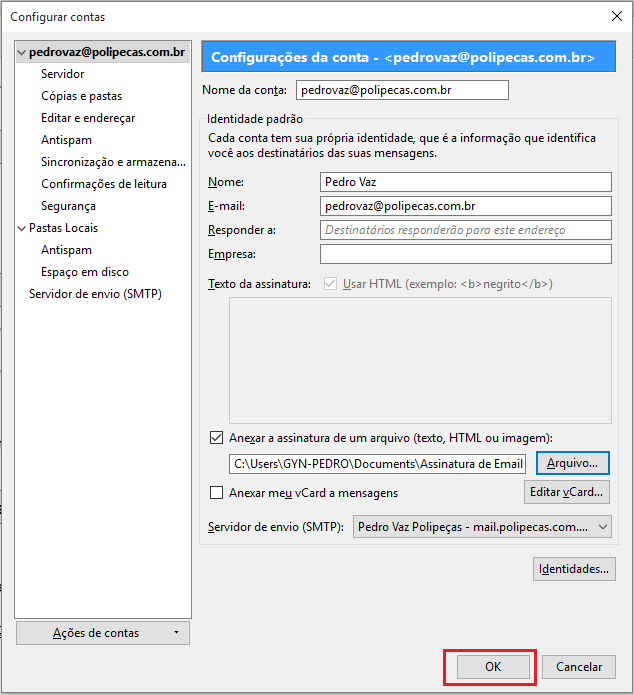 Configurar contas
pedrovaz@polipecas.com.br
Servidor
Cópias e pastas
Editar e endereçar
Antispam
Sincronização e armazena...
Confirmações de leitura
Segurança
Pastas Locais
Antispam
Espaço em disco
Servidor de envio (SMTP)
Ações de contas
Configurações da conta - <pedrovaz@polipecas.com.br>
Nome da conta: pedrovaz@polipecas.com.br
Identidade padrão
Cada conta tem sua própria identidade, que é a informação que identifica
você aos destinatários das suas mensagens.
Nome: Pedro Vaz
E-mail: pedrovaz@polipecas.com.br
Responder a: Destinatários responderão para este endereço
Empresa:
Texto da assinatura: Usar HTML (exemplo: <b>negrito</b>)
Anexar a assinatura de um arquivo (texto, HTML ou imagem):
C:\Users\GYN-PEDRO\Documents\Assinatura de Email Arquivo...
Anexar meu vCard a mensagens Editar vCard...
Servidor de envio (SMTP): Pedro Vaz Polipeças - mail.polipecas.com....
Identidades...
OK Cancelar